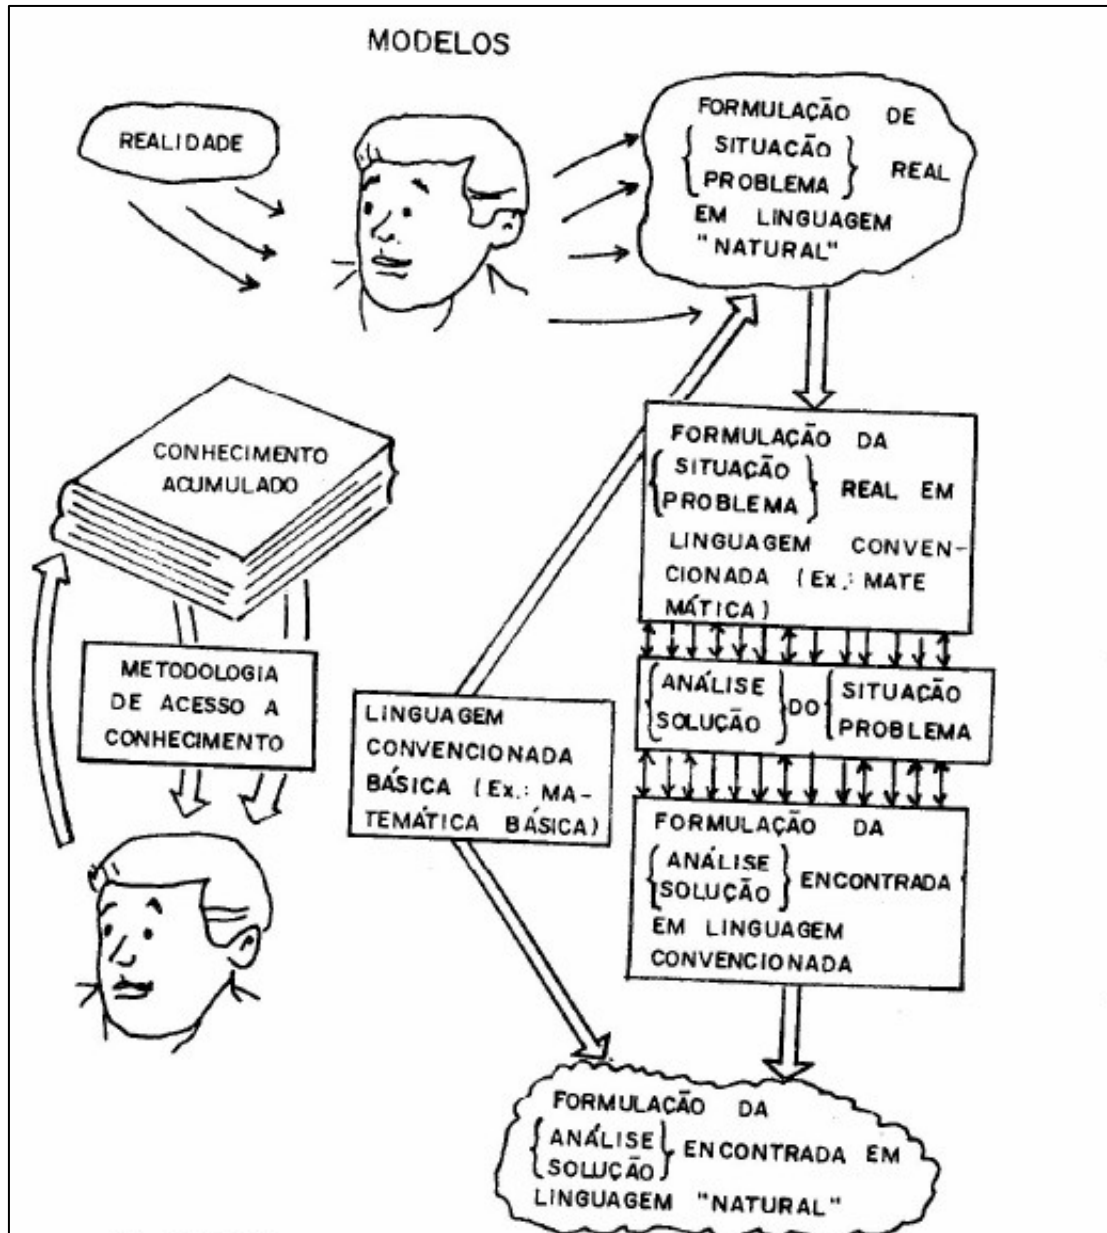 MODELOS
REALIDADE
FORMULAÇÃO DE
SITUAÇÃO
PROBLEMA REAL
EM LINGUAGEM
"NATURAL"
CONHECIMENTO
ACUMULADO
FORMULAÇÃO DA
SITUAÇÃO
PROBLEMA REAL EM
LINGUAGEM CONVEN-
CIONADA (Ex.: MATE
MÁTICA)
METODOLOGIA
DE ACESSO A
CONHECIMENTO
LINGUAGEM
CONVENCIONADA
BÁSICA (Ex.: MA-
TEMÁTICA BÁSICA)
ANÁLISE
SOLUÇÃO DO SITUAÇÃO
PROBLEMA
FORMULAÇÃO DA
ANÁLISE
SOLUÇÃO ENCONTRADA
EM LINGUAGEM
CONVENCIONADA
FORMULAÇÃO DA
ANÁLISE
SOLUÇÃO ENCONTRADA EM
LINGUAGEM "NATURAL"